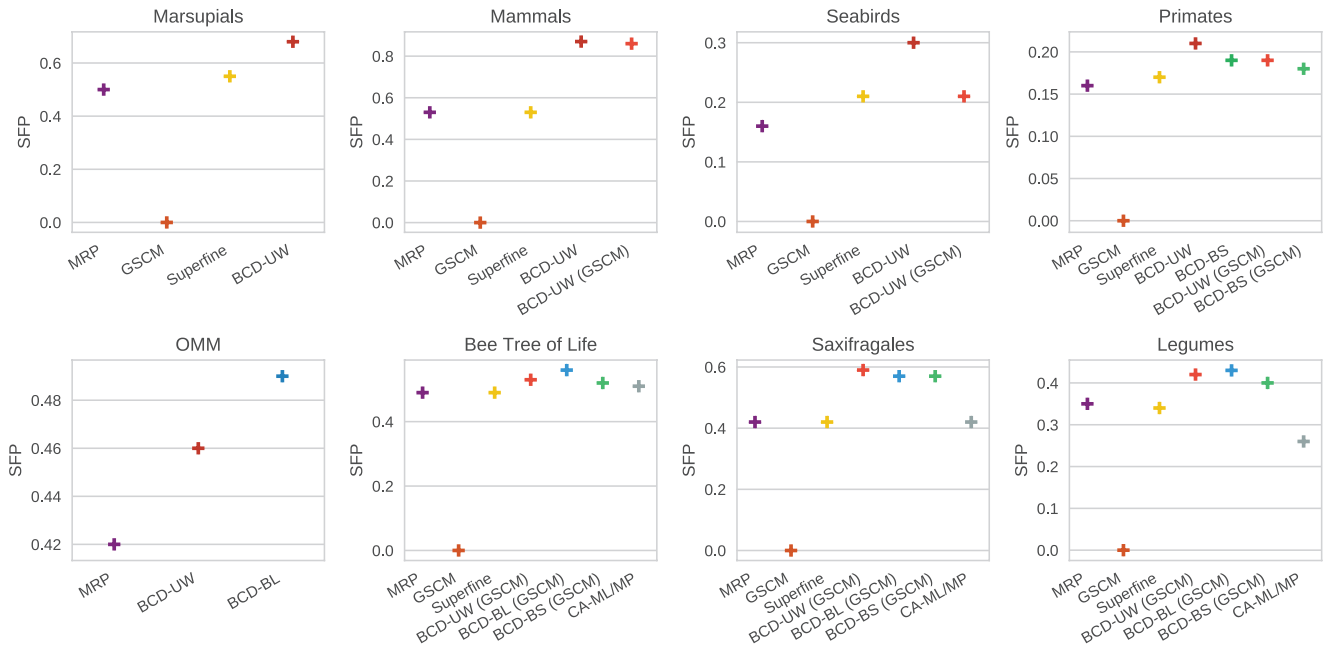 Marsupials
SFP
0.6
0.4
0.2
0.0
MRP
GSCM
Superfine
BCD-UW
Mammals
SFP
0.8
0.6
0.4
0.2
0.0
MRP
GSCM
Superfine
BCD-UW
BCD-UW (GSCM)
Seabirds
SFP
0.3
0.2
0.1
0.0
MRP
GSCM
Superfine
BCD-UW
BCD-UW (GSCM)
Primates
SFP
0.20
0.15
0.10
0.05
0.00
MRP
GSCM
Superfine
BCD-UW
BCD-BS
BCD-UW (GSCM)
BCD-BS (GSCM)
OMM
SFP
0.48
0.46
0.44
0.42
MRP
BCD-UW
BCD-BL
Bee Tree of Life
SFP
0.4
0.2
0.0
MRP
GSCM
Superfine
BCD-UW (GSCM)
BCD-BL (GSCM)
BCD-BS (GSCM)
CA-ML/MP
Saxifragales
SFP
0.6
0.4
0.2
0.0
MRP
GSCM
Superfine
BCD-UW (GSCM)
BCD-BL (GSCM)
BCD-BS (GSCM)
CA-ML/MP
Legumes
SFP
0.4
0.3
0.2
0.1
0.0
MRP
GSCM
Superfine
BCD-UW (GSCM)
BCD-BL (GSCM)
BCD-BS (GSCM)
CA-ML/MP